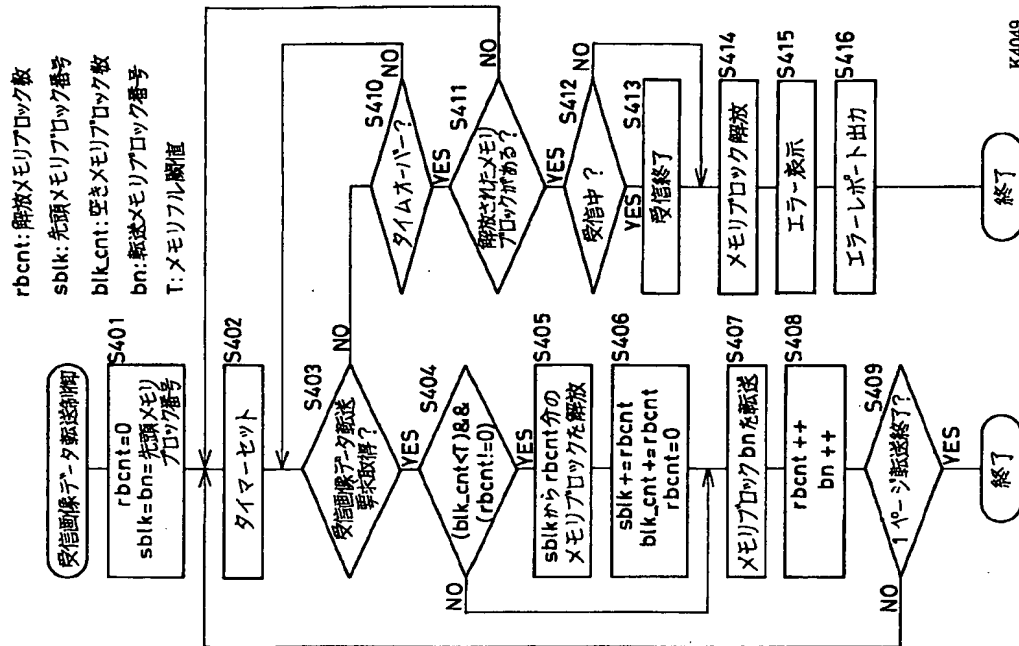 rbcnt:解放メモリブロック数
sblk:先頭メモリブロック番号
blk_cnt:空きメモリブロック数
bn:転送メモリブロック番号
T:メモリフル閾値
受信画像データ転送制御
S401
rbcnt=0
sblk=bn=先頭メモリ
ブロック番号
S402
タイマーセット
S403
受信画像データ転送
要求取得?
NO
YES
S404
(blk_cnt<T)&&
(rbcnt!=0)
NO
YES
S405
sblkからrbcnt分の
メモリブロックを解放
S406
sblk+=rbcnt
blk_cnt+=rbcnt
rbcnt=0
S407
メモリブロックbnを転送
S408
rbcnt++
bn++
S409
1ページ転送終了?
NO
YES
終了
S410
タイムオーバー?
NO
YES
S411
解放されたメモリ
ブロックがある?
NO
YES
S412
受信中?
NO
YES
S413
受信終了
S414
メモリブロック解放
S415
エラー表示
S416
エラーレポート出力
終了
K4049